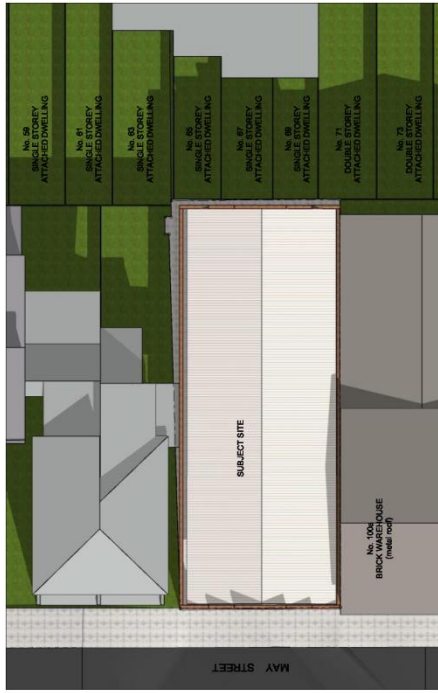 No. 59
SINGLE STOREY
ATTACHED DWELLING
No. 61
SINGLE STOREY
ATTACHED DWELLING
No. 63
SINGLE STOREY
ATTACHED DWELLING
No. 65
SINGLE STOREY
ATTACHED DWELLING
No. 67
SINGLE STOREY
ATTACHED DWELLING
No. 69
SINGLE STOREY
ATTACHED DWELLING
No. 71
DOUBLE STOREY
ATTACHED DWELLING
No. 73
DOUBLE STOREY
ATTACHED DWELLING
SUBJECT SITE
No. 100a
BRICK WAREHOUSE
(metal roof)
MAY STREET